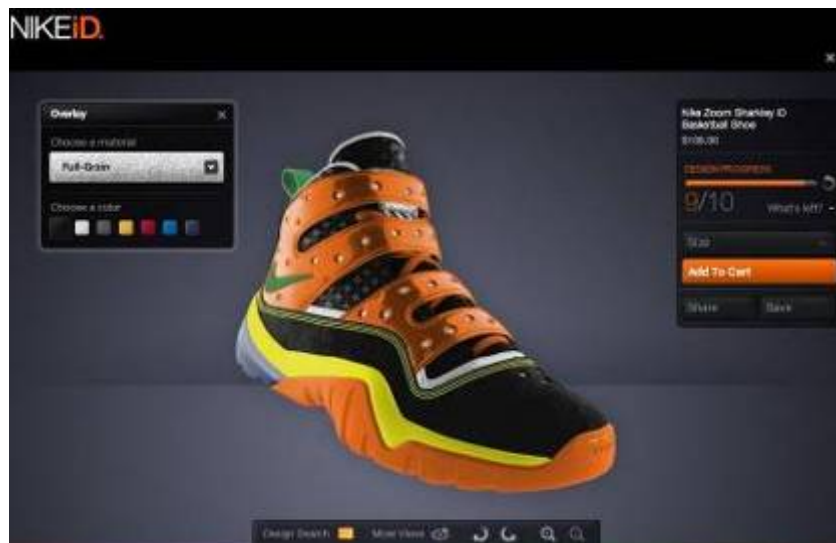 NIKEiD.
Overlay
Choose a material
Full-Grain
Choose a color
Nike Zoom Sharkley ID
Basketball Shoe
DESIGN PROGRESS
9/10 What's left?
Size
Add To Cart
Share Save
Design Search More Views